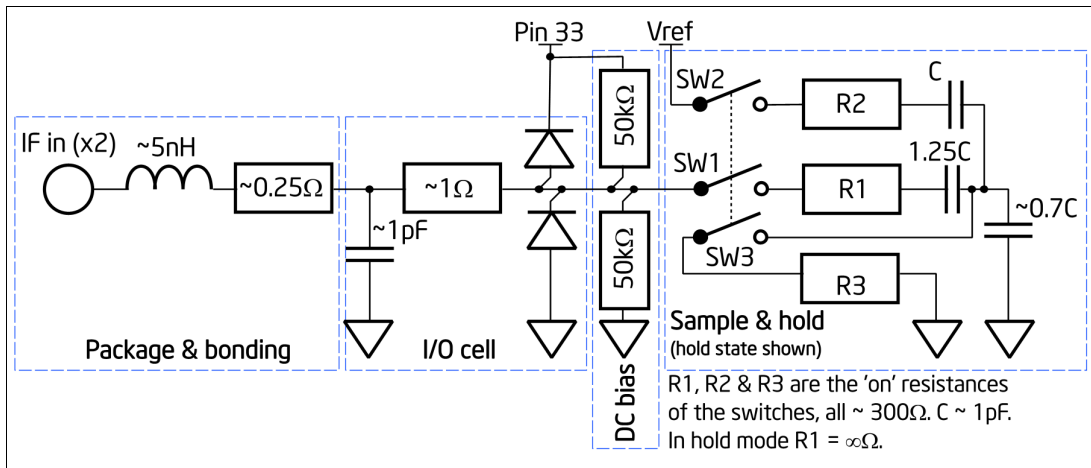 Pin 33
Vref
SW2
C
R2
50kΩ
IF in (x2)
~5nH
~0.25Ω
~1Ω
SW1
1.25C
R1
~0.7C
~1pF
SW3
50kΩ
R3
Package & bonding
I/O cell
DC bias
Sample & hold
(hold state shown)
R1, R2 & R3 are the 'on' resistances
of the switches, all ~ 300Ω. C ~ 1pF.
In hold mode R1 = ∞Ω.